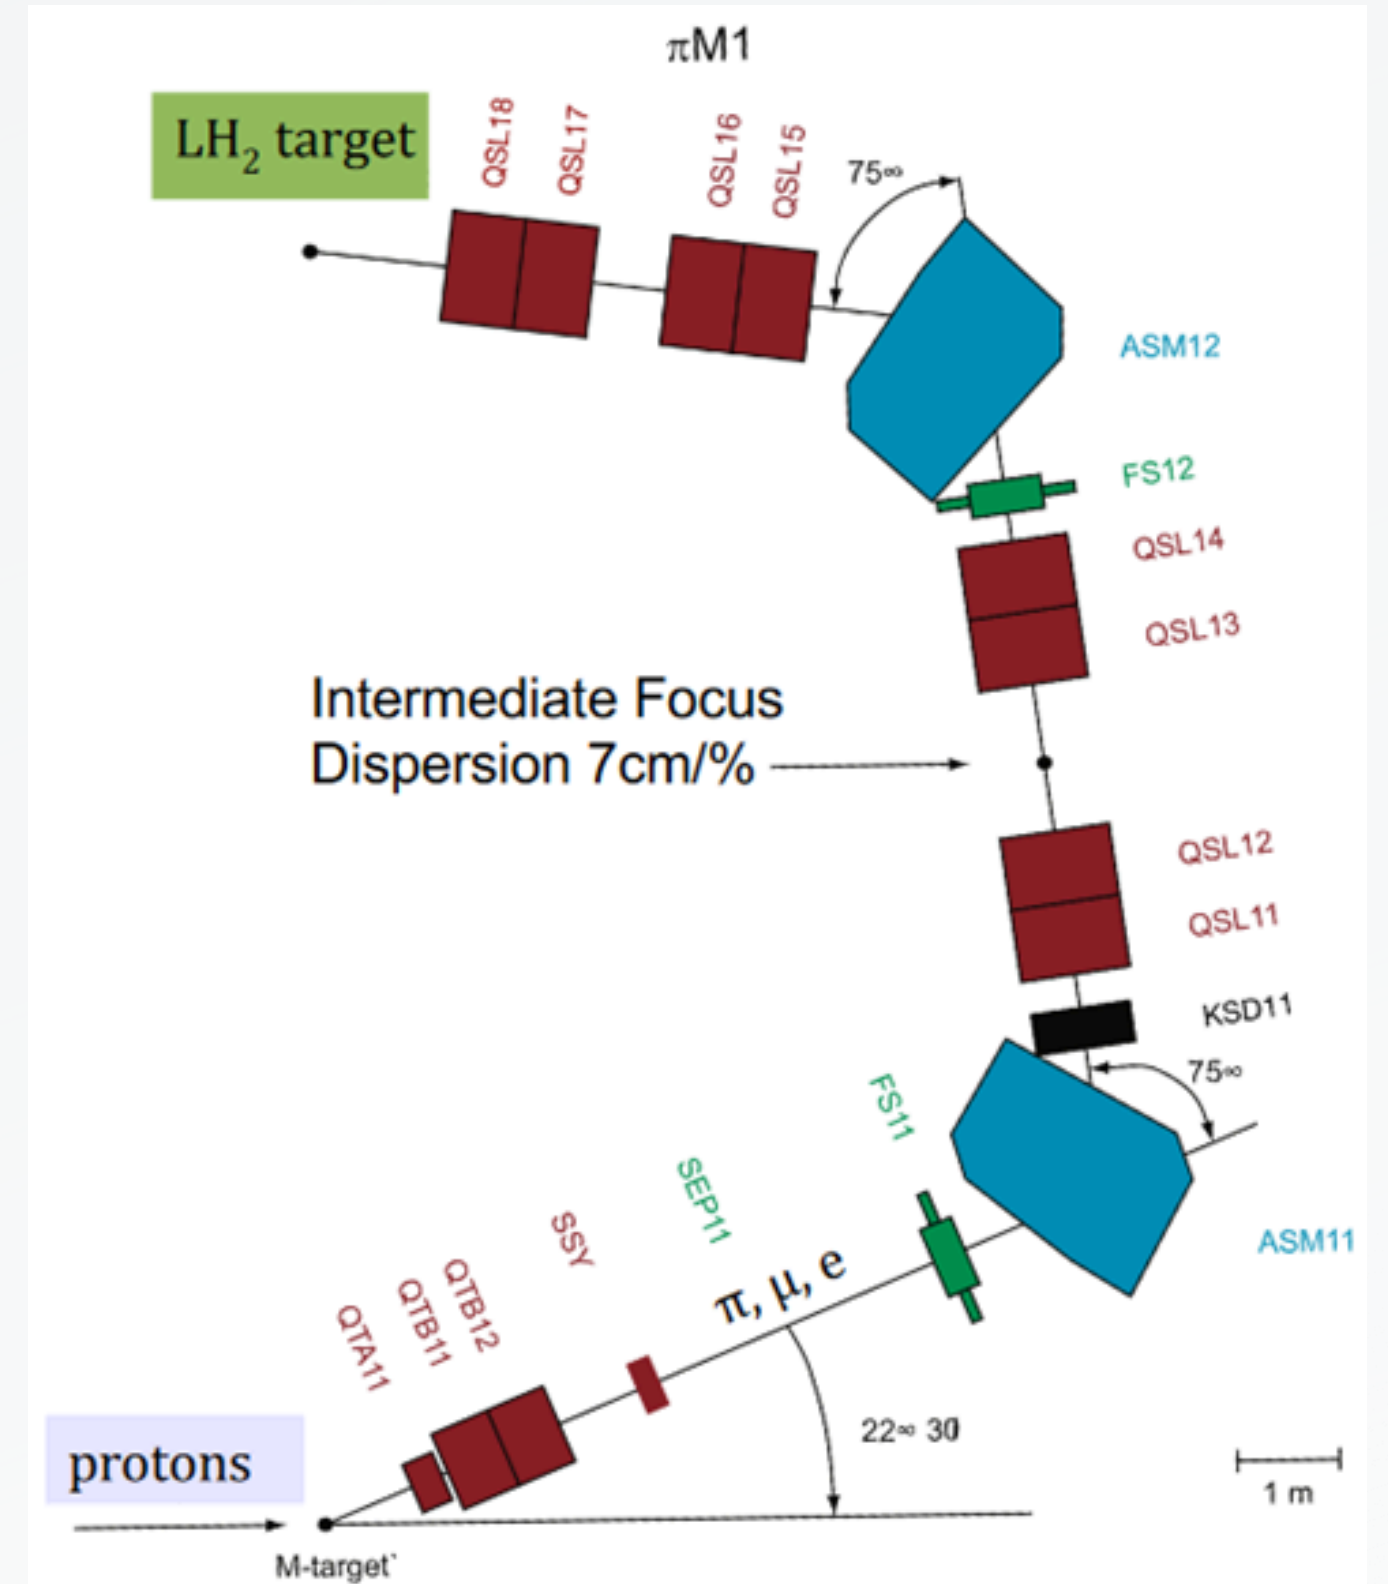 πM1
LH₂ target
QSL18
QSL17
QSL16
QSL15
75∞
ASM12
FS12
QSL14
QSL13
Intermediate Focus
Dispersion 7cm/%
QSL12
QSL11
KSD11
75∞
FS11
SEP11
ASM11
SSY
π, μ, e
QTB12
QTB11
QTA11
22∞ 30
protons
1 m
M-target`